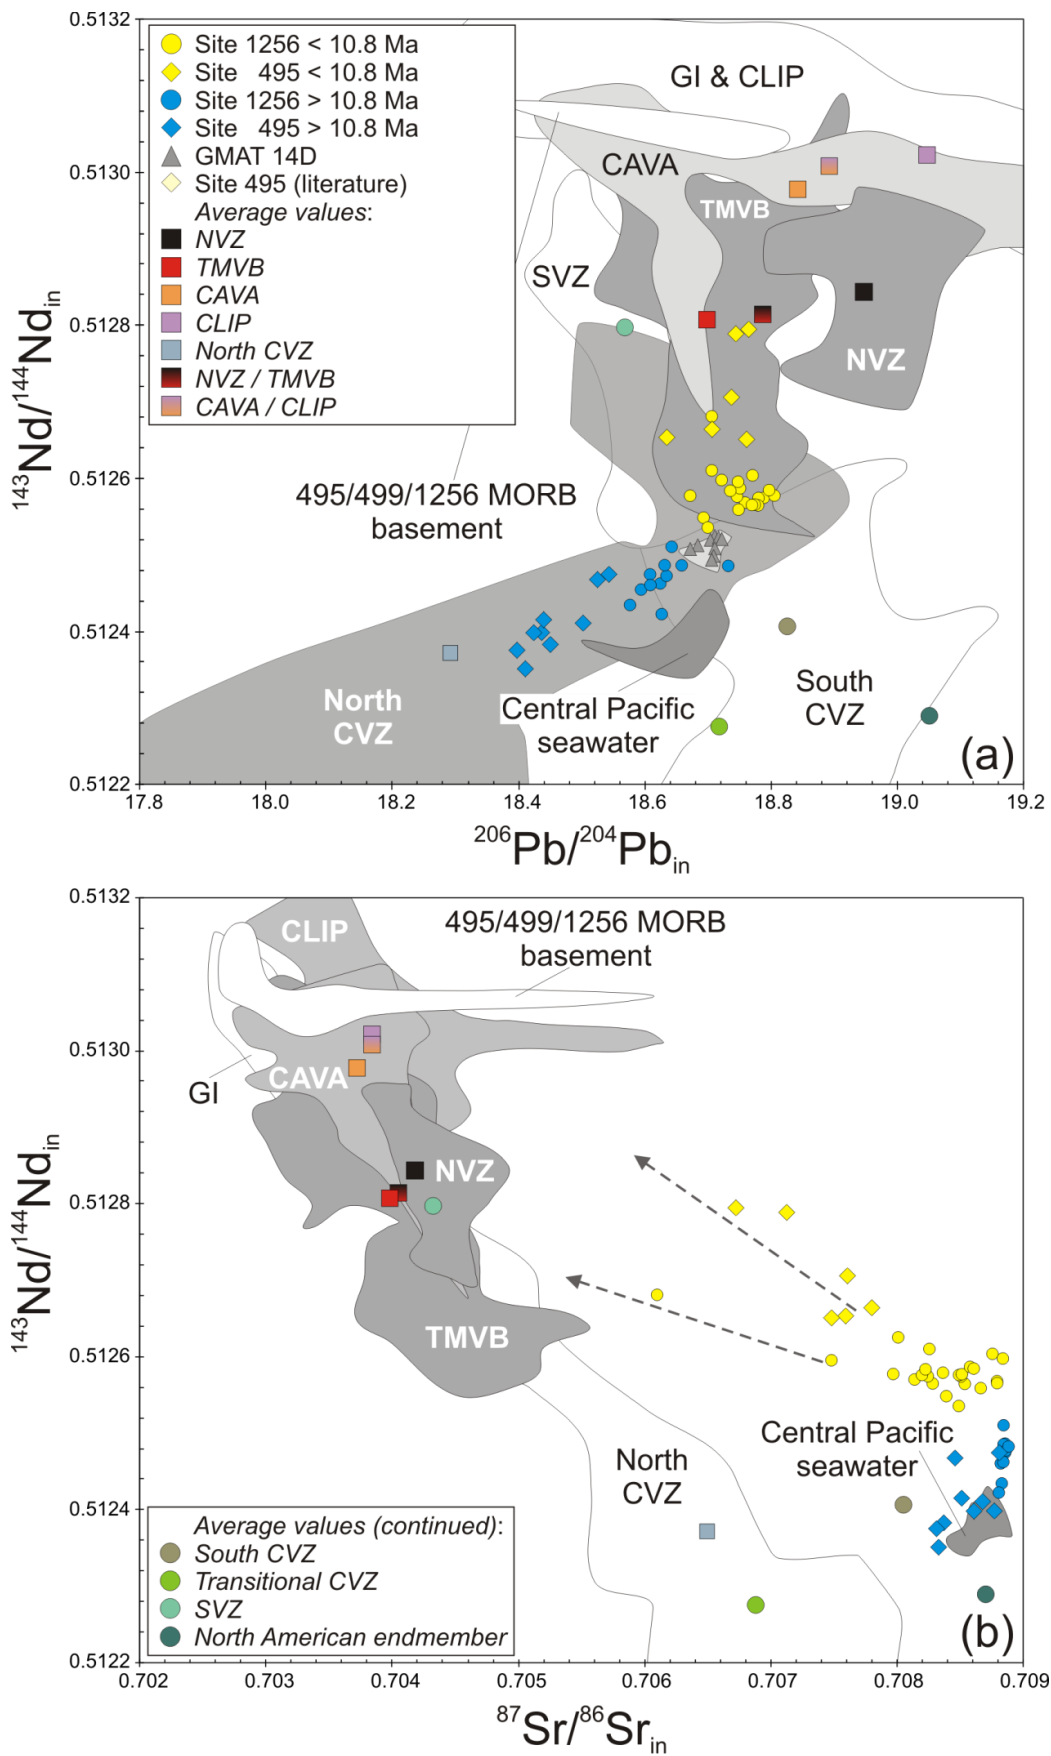 0.5132
0.5130
0.5128
0.5126
0.5124
0.5122
143Nd/144Ndin
Site 1256 < 10.8 Ma
Site 495 < 10.8 Ma
Site 1256 > 10.8 Ma
Site 495 > 10.8 Ma
GMAT 14D
Site 495 (literature)
Average values:
NVZ
TMVB
CAVA
CLIP
North CVZ
NVZ / TMVB
CAVA / CLIP
GI & CLIP
CAVA
TMVB
SVZ
NVZ
495/499/1256 MORB
basement
North
CVZ
Central Pacific
seawater
South
CVZ
(a)
17.8 18.0 18.2 18.4 18.6 18.8 19.0 19.2
206Pb/204Pbin
0.5132
0.5130
0.5128
0.5126
0.5124
0.5122
143Nd/144Ndin
CLIP
495/499/1256 MORB
basement
GI
CAVA
NVZ
TMVB
North
CVZ
Central Pacific
seawater
Average values (continued):
South CVZ
Transitional CVZ
SVZ
North American endmember
(b)
0.702 0.703 0.704 0.705 0.706 0.707 0.708 0.709
87Sr/86Srin